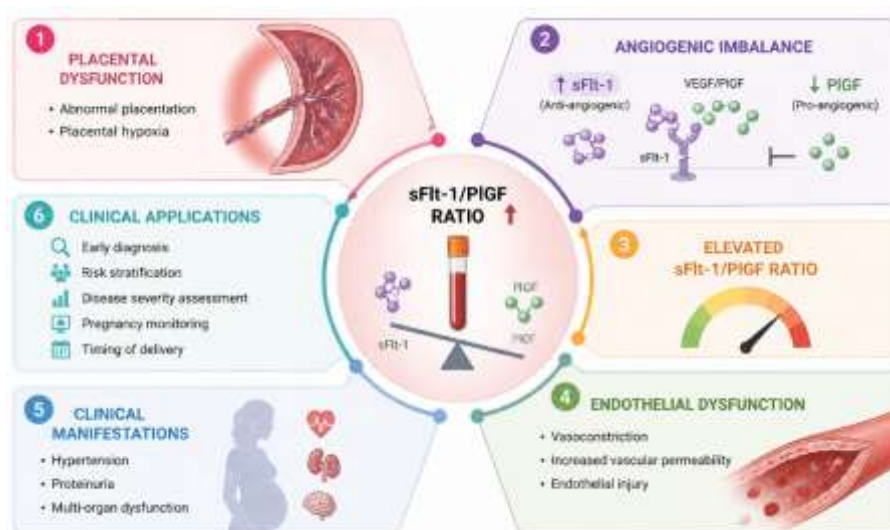 1
PLACENTAL
DYSFUNCTION
• Abnormal placentation
• Placental hypoxia
2
ANGIOGENIC IMBALANCE
↑ sFlt-1
(Anti-angiogenic)
VEGF/PlGF
↓ PlGF
(Pro-angiogenic)
sFlt-1
sFlt-1/PlGF
RATIO ↑
PlGF
sFlt-1
3
ELEVATED
sFlt-1/PlGF RATIO
4
ENDOTHELIAL DYSFUNCTION
• Vasoconstriction
• Increased vascular permeability
• Endothelial injury
5
CLINICAL
MANIFESTATIONS
• Hypertension
• Proteinuria
• Multi-organ dysfunction
6
CLINICAL APPLICATIONS
Early diagnosis
Risk stratification
Disease severity assessment
Pregnancy monitoring
Timing of delivery